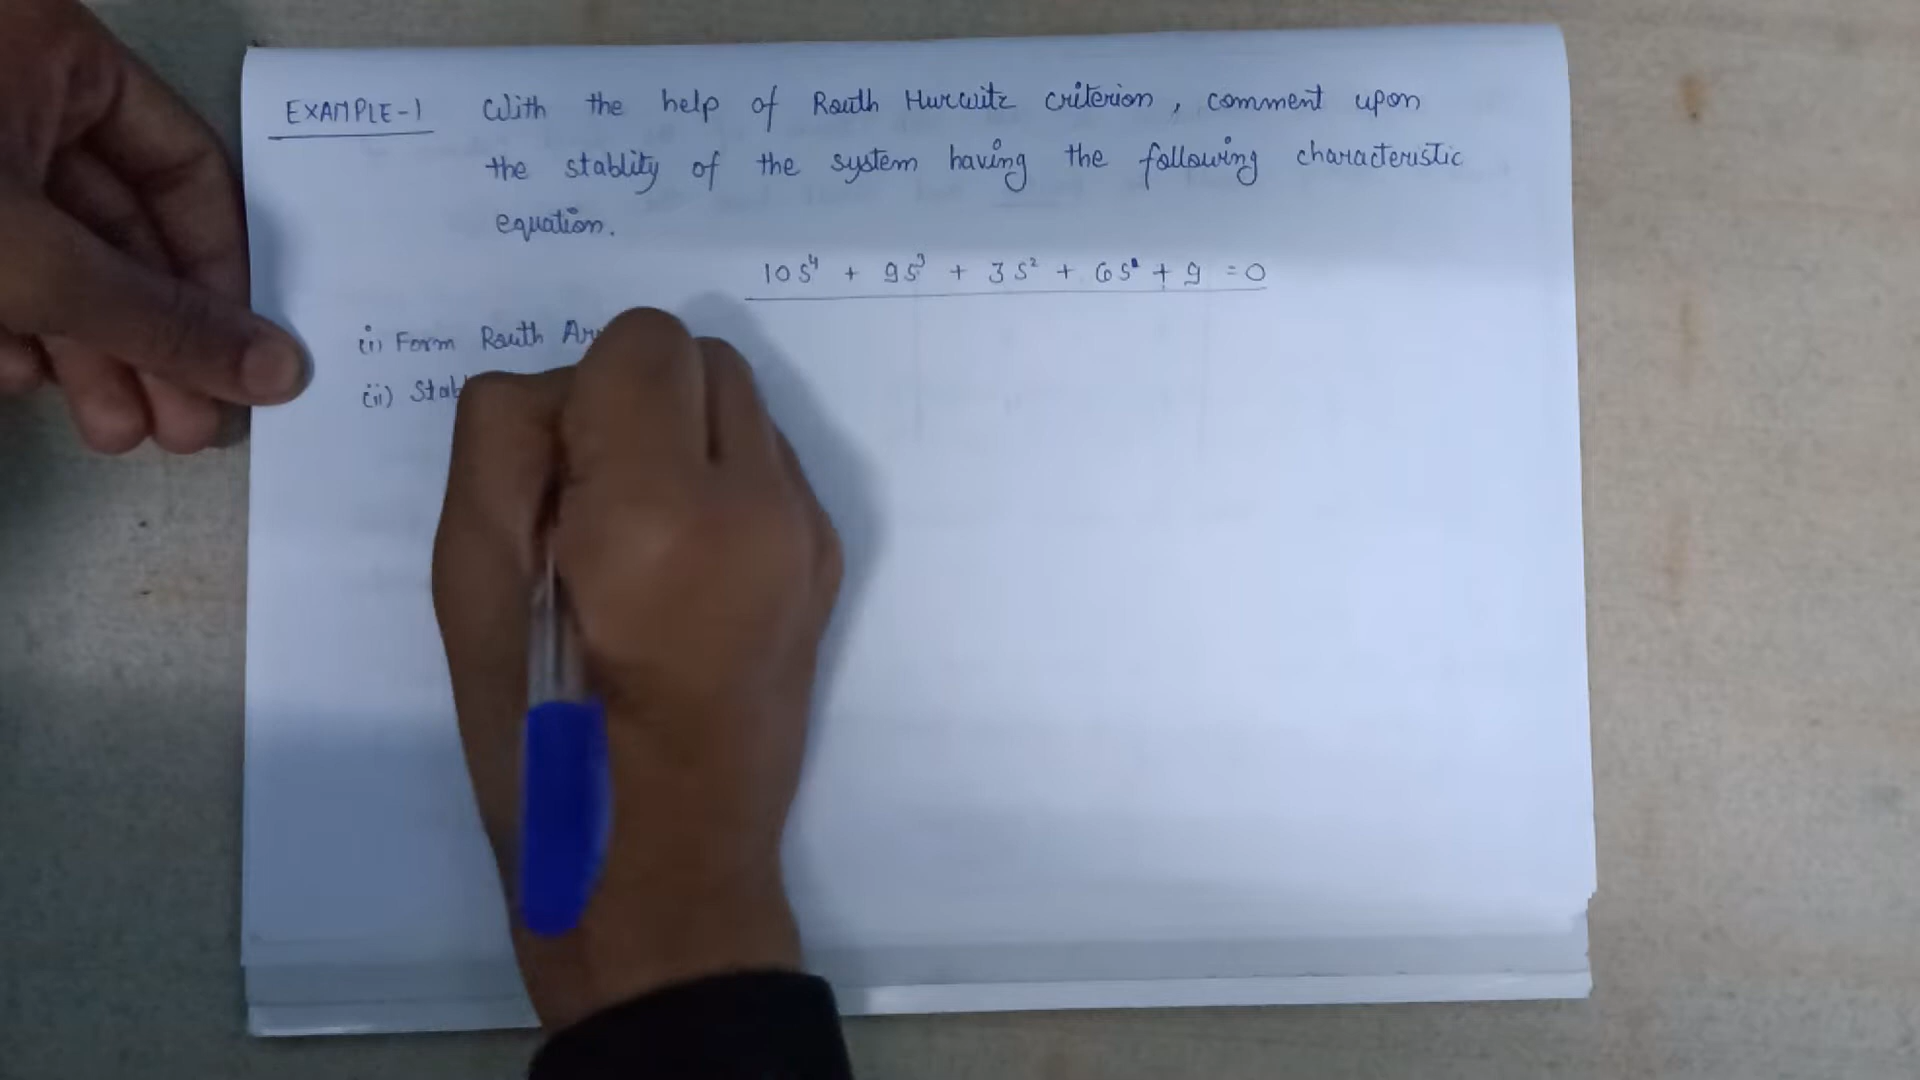 EXAMPLE-1 With the help of Routh Hurwitz criterion, comment upon
the stablity of the system having the following characteristic
equation.
10s⁴ + 9s³ + 3s² + 6s + 9 = 0
(i) Form Routh
(ii)